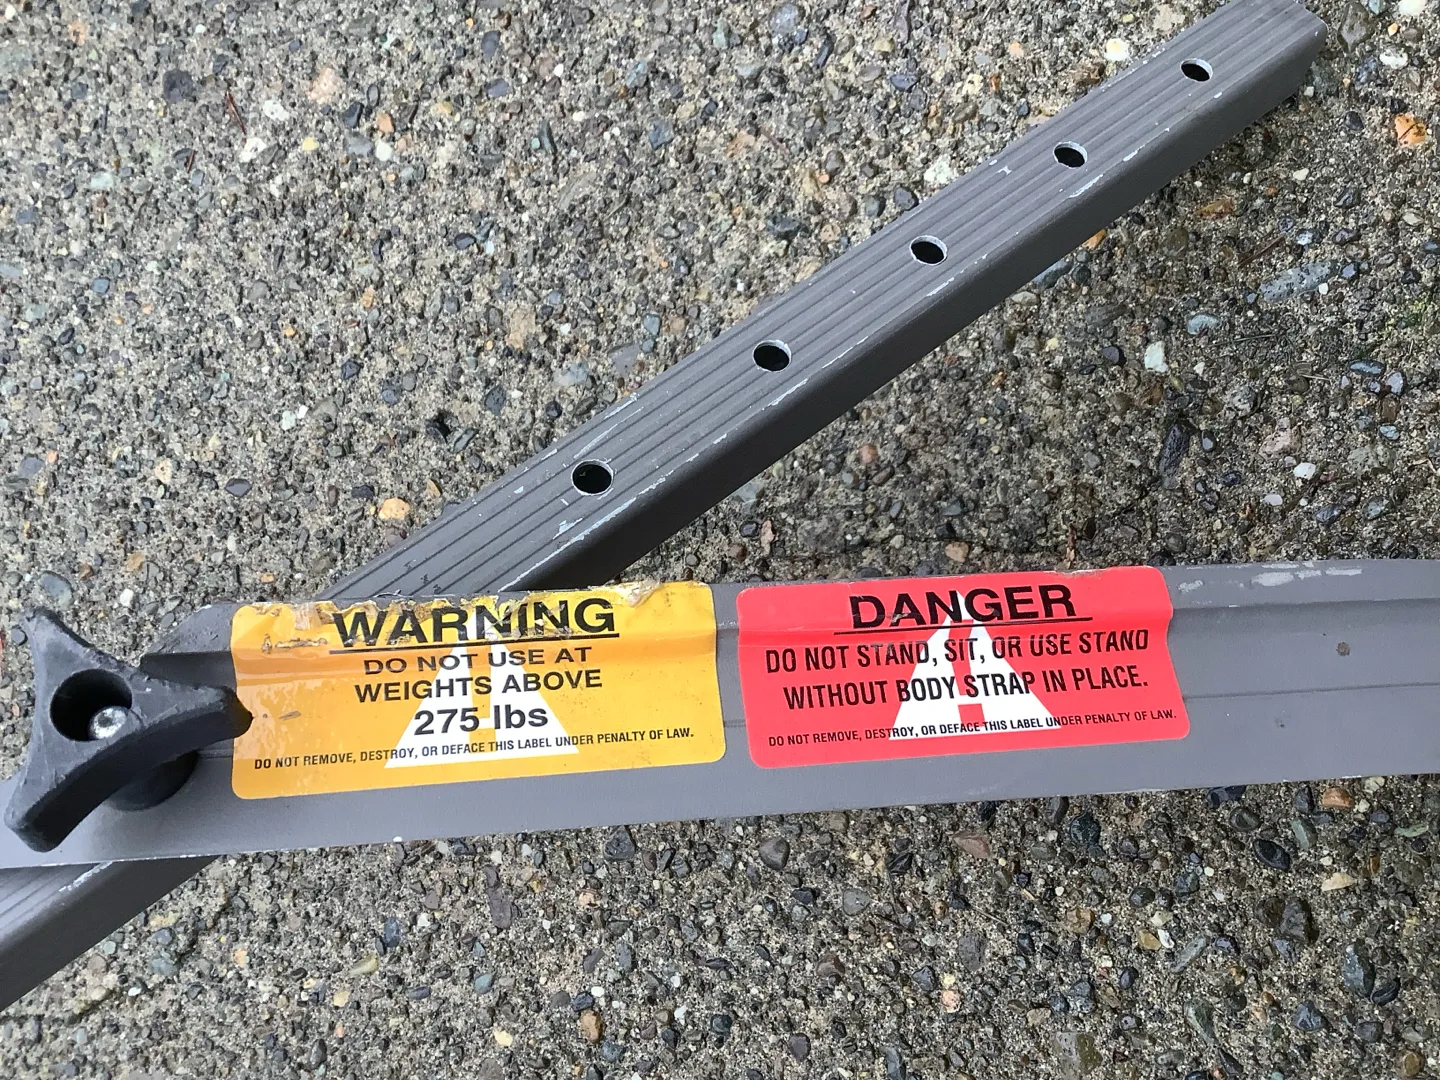 WARNING
DO NOT USE AT
WEIGHTS ABOVE
275 lbs
DO NOT REMOVE, DESTROY, OR DEFACE THIS LABEL UNDER PENALTY OF LAW.
DANGER
DO NOT STAND, SIT, OR USE STAND
WITHOUT BODY STRAP IN PLACE.
DO NOT REMOVE, DESTROY, OR DEFACE THIS LABEL UNDER PENALTY OF LAW.